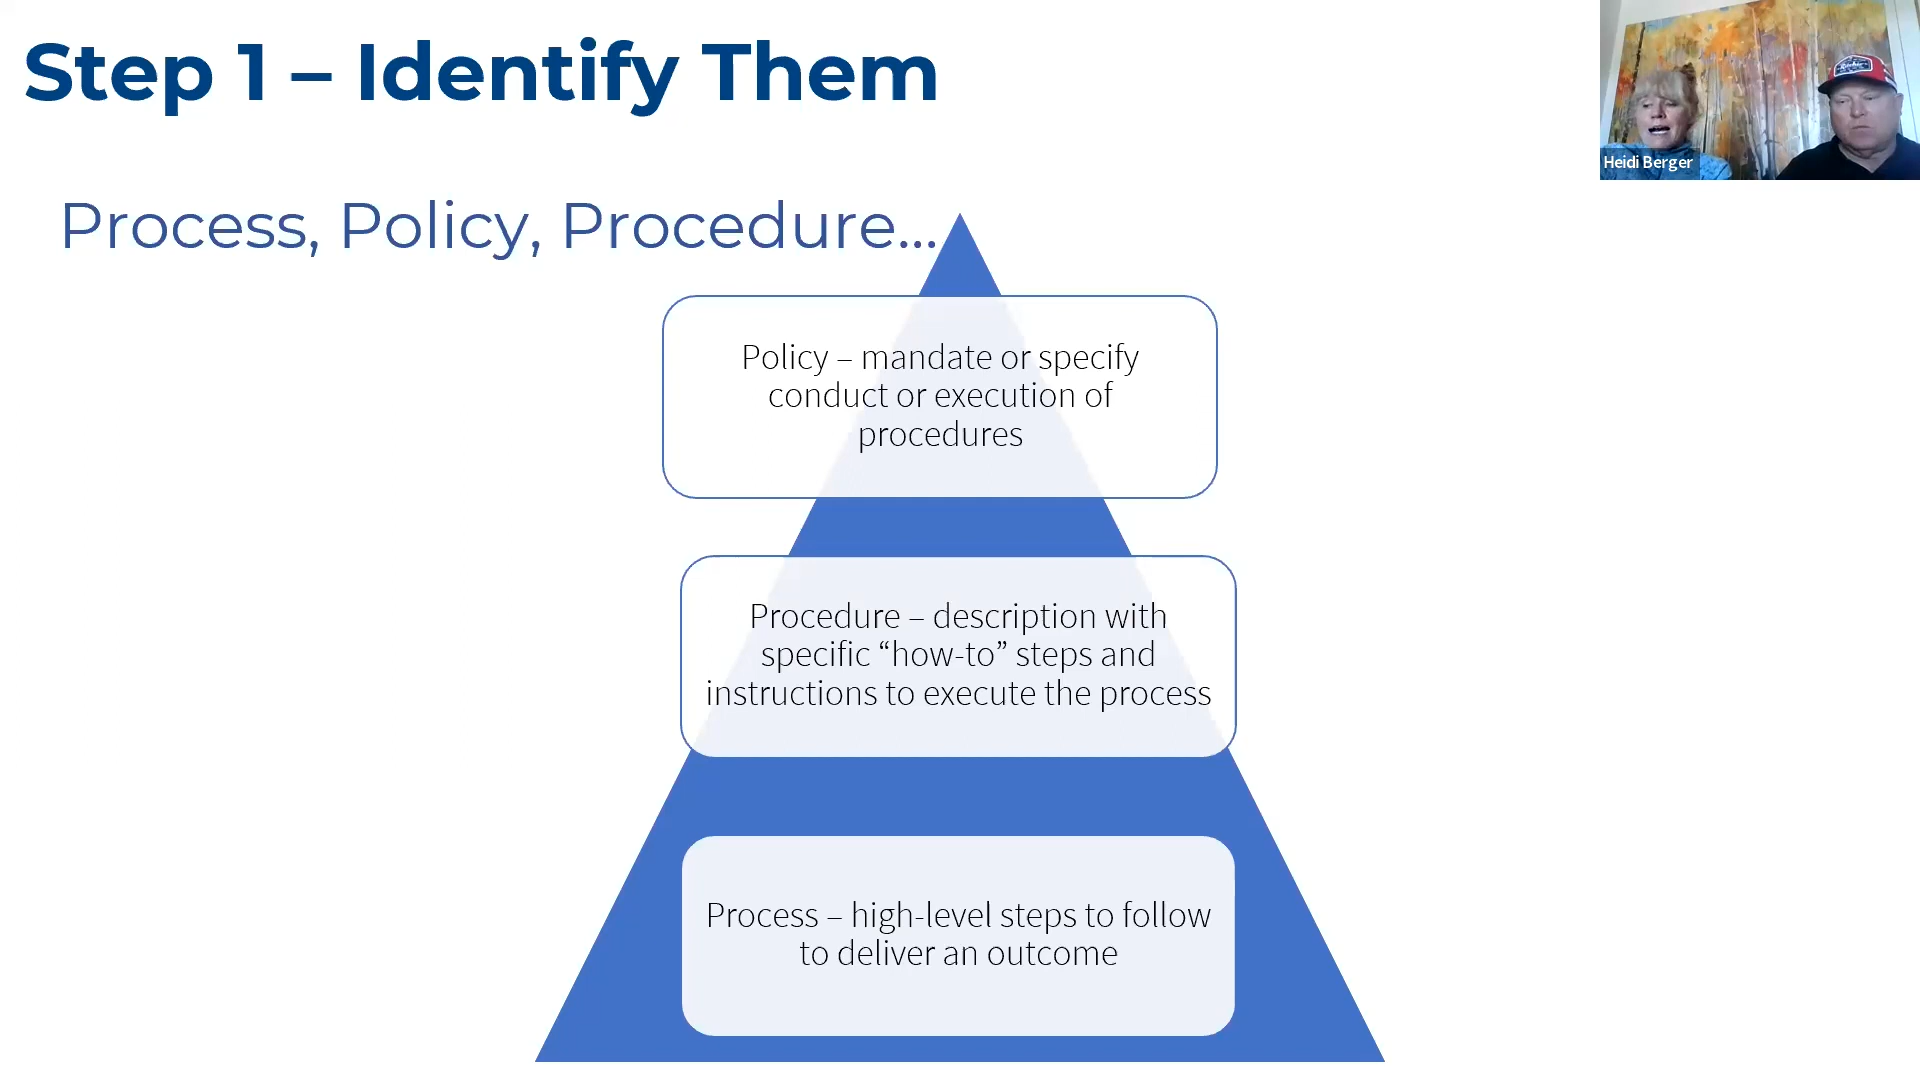 Step 1 – Identify Them
Heidi Berger
Process, Policy, Procedure...
Policy – mandate or specify
conduct or execution of
procedures
Procedure – description with
specific “how-to” steps and
instructions to execute the process
Process – high-level steps to follow
to deliver an outcome